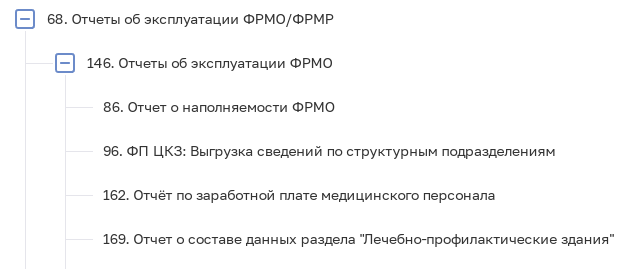 68. Отчеты об эксплуатации ФРМО/ФРМР
146. Отчеты об эксплуатации ФРМО
86. Отчет о наполняемости ФРМО
96. ФП ЦКЗ: Выгрузка сведений по структурным подразделениям
162. Отчёт по заработной плате медицинского персонала
169. Отчет о составе данных раздела "Лечебно-профилактические здания"